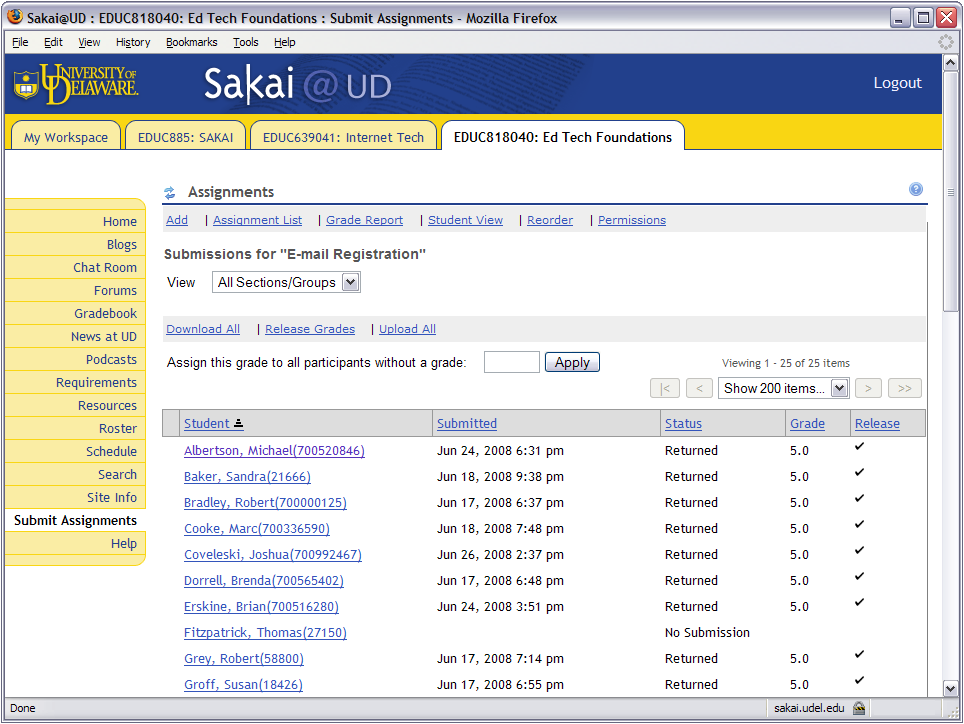 Sakai@UD : EDUC818040: Ed Tech Foundations : Submit Assignments - Mozilla Firefox
File Edit View History Bookmarks Tools Help
UNIVERSITY OF DELAWARE.
Sakai @ UD
Logout
My Workspace
EDUC885: SAKAI
EDUC639041: Internet Tech
EDUC818040: Ed Tech Foundations
Home
Blogs
Chat Room
Forums
Gradebook
News at UD
Podcasts
Requirements
Resources
Roster
Schedule
Search
Site Info
Submit Assignments
Help
Assignments
?
Add | Assignment List | Grade Report | Student View | Reorder | Permissions
Submissions for "E-mail Registration"
View All Sections/Groups
Download All | Release Grades | Upload All
Assign this grade to all participants without a grade: Apply
Viewing 1 - 25 of 25 items
|< < Show 200 items... > >>
Student Submitted Status Grade Release
Albertson, Michael(700520846) Jun 24, 2008 6:31 pm Returned 5.0 ✔
Baker, Sandra(21666) Jun 18, 2008 9:38 pm Returned 5.0 ✔
Bradley, Robert(700000125) Jun 17, 2008 6:37 pm Returned 5.0 ✔
Cooke, Marc(700336590) Jun 18, 2008 7:48 pm Returned 5.0 ✔
Coveleski, Joshua(700992467) Jun 26, 2008 2:37 pm Returned 5.0 ✔
Dorrell, Brenda(700565402) Jun 17, 2008 6:48 pm Returned 5.0 ✔
Erskine, Brian(700516280) Jun 24, 2008 3:51 pm Returned 5.0 ✔
Fitzpatrick, Thomas(27150) No Submission
Grey, Robert(58800) Jun 17, 2008 7:14 pm Returned 5.0 ✔
Groff, Susan(18426) Jun 17, 2008 6:55 pm Returned 5.0 ✔
Done
sakai.udel.edu